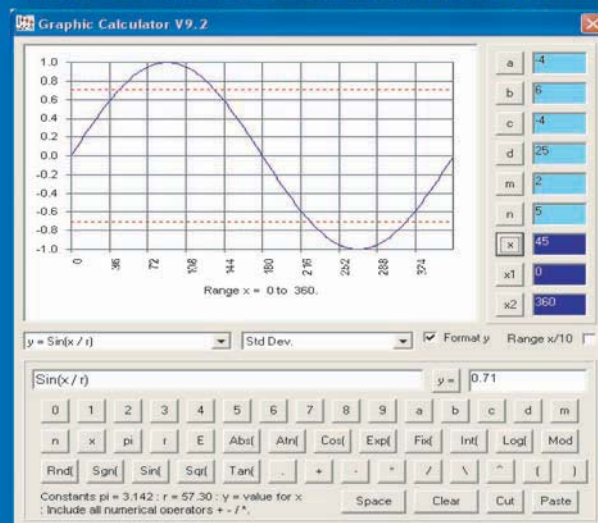 Graphic Calculator V9.2
1.0
0.8
0.6
0.4
0.2
0.0
-0.2
-0.4
-0.6
-0.8
-1.0
0
36
72
108
144
180
216
252
288
324
Range x = 0 to 360.
a -4
b 6
c -4
d 25
m 2
n 5
x 45
x1 0
x2 360
y = Sin(x / r) Std Dev. Format y Range x/10
Sin(x / r) y = 0.71
0 1 2 3 4 5 6 7 8 9 a b c d m
n x pi r E Abs( Atn( Cos( Exp( Fix( Int( Log( Mod
Rnd( Sgn( Sin( Sqr( Tan( . + - * / \ ^ ( )
Constants pi = 3.142 : r = 57.30 : y = value for x
: Include all numerical operators + - / *.
Space Clear Cut Paste